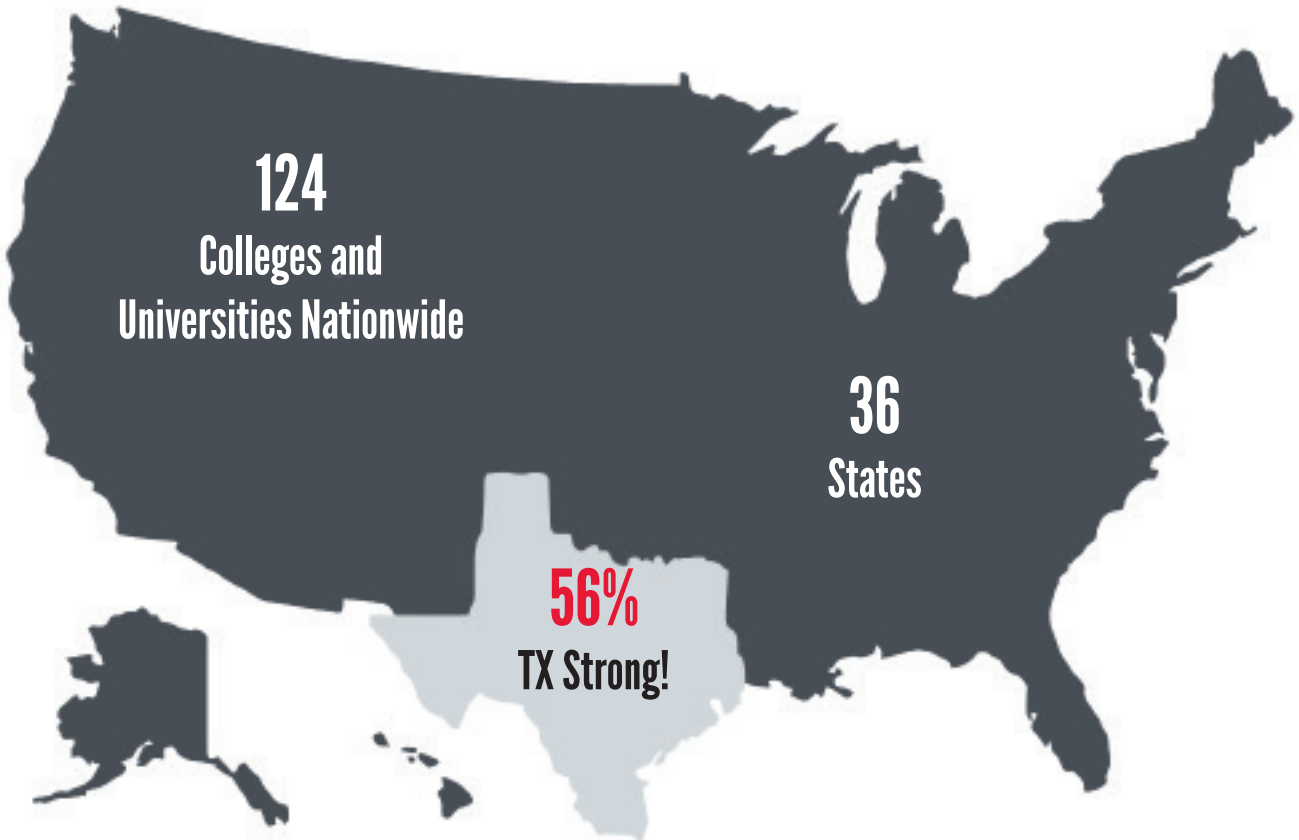 124
Colleges and
Universities Nationwide
36
States
56%
TX Strong!